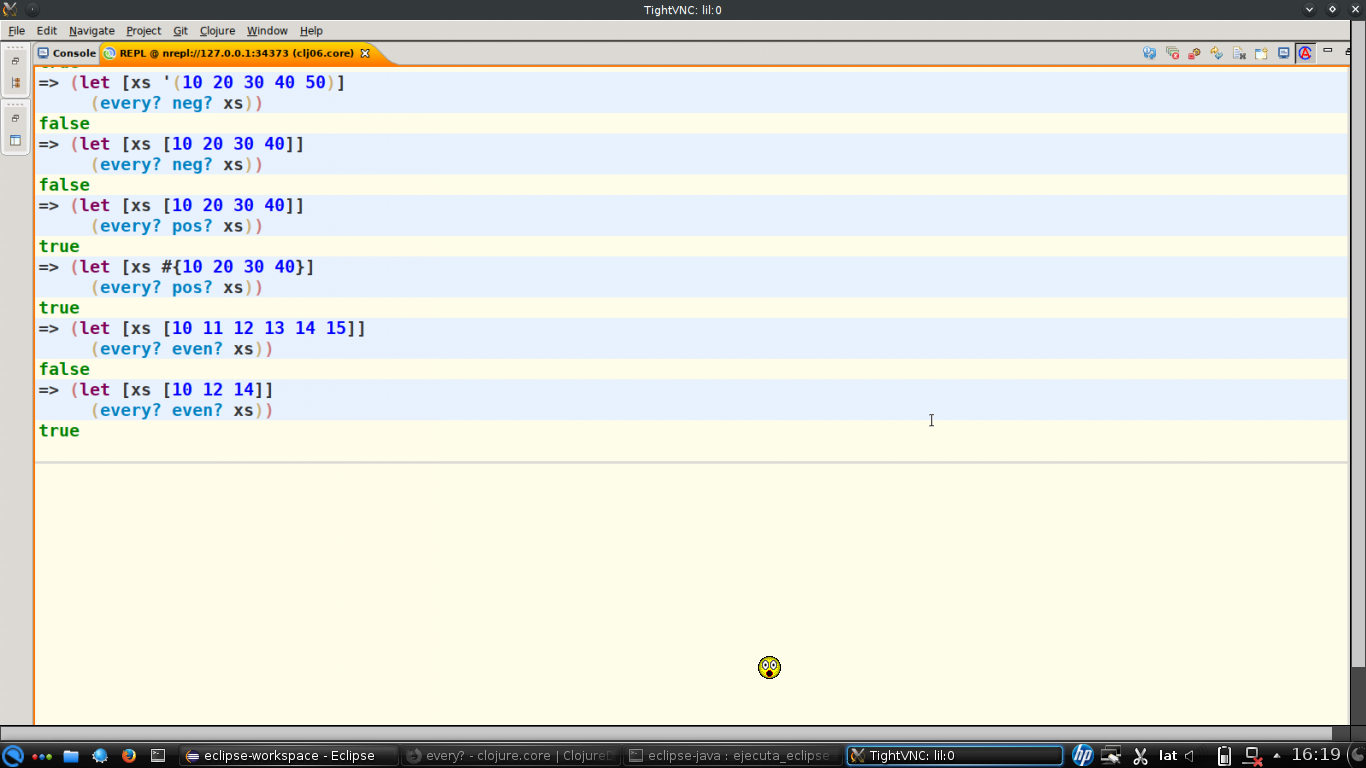 TightVNC: lil:0
File Edit Navigate Project Git Clojure Window Help
Console REPL @ nrepl://127.0.0.1:34373 (clj06.core)
=> (let [xs '(10 20 30 40 50)]
(every? neg? xs))
false
=> (let [xs [10 20 30 40]]
(every? neg? xs))
false
=> (let [xs [10 20 30 40]]
(every? pos? xs))
true
=> (let [xs #{10 20 30 40}]
(every? pos? xs))
true
=> (let [xs [10 11 12 13 14 15]]
(every? even? xs))
false
=> (let [xs [10 12 14]]
(every? even? xs))
true
eclipse-workspace - Eclipse every? - clojure.core | ClojureD eclipse-java : ejecuta_eclipse TightVNC: lil:0 hp lat 16:19